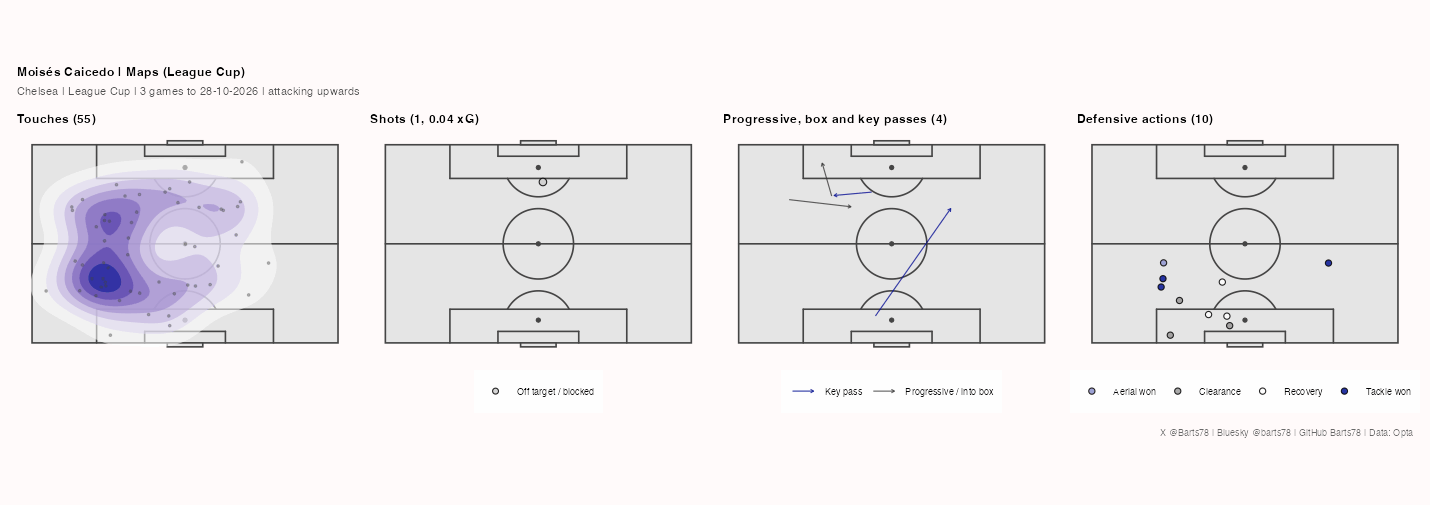 Moisés Caicedo | Maps (League Cup)
Chelsea | League Cup | 3 games to 28-10-2026 | attacking upwards
Touches (55)
Shots (1, 0.04 xG)
Progressive, box and key passes (4)
Defensive actions (10)
Off target / blocked
Key pass
Progressive / into box
Aerial won
Clearance
Recovery
Tackle won
X @Barts78 | Bluesky @barts78 | GitHub Barts78 | Data: Opta